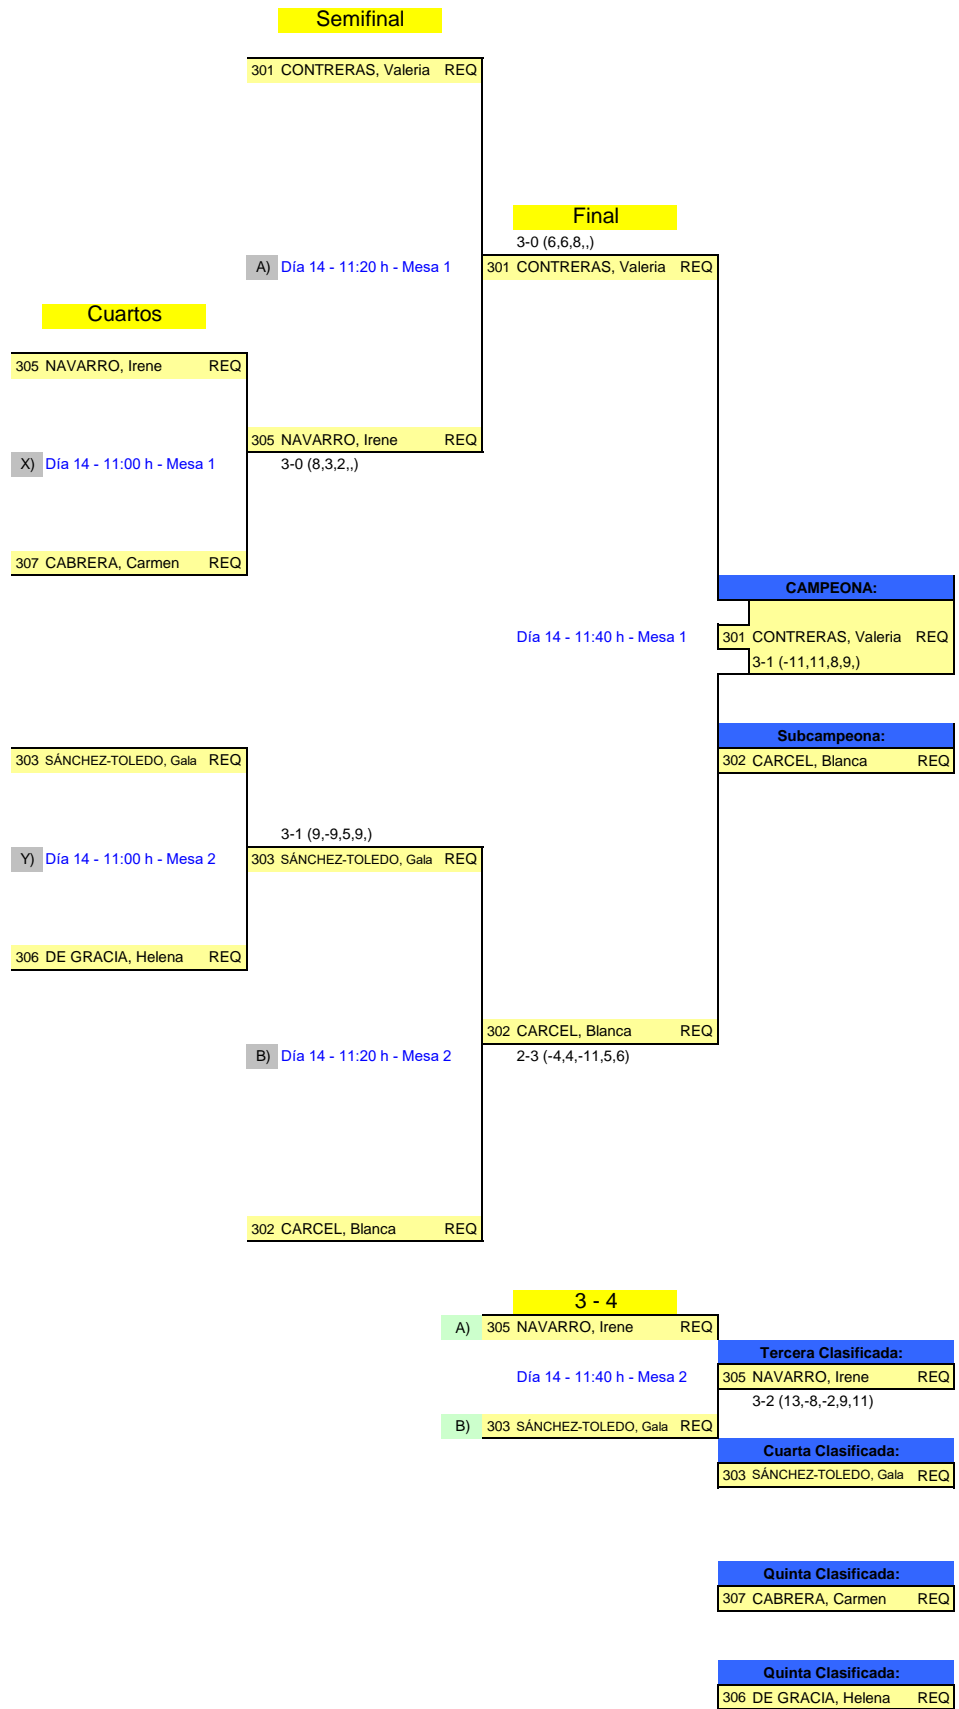 Semifinal
301 CONTRERAS, Valeria REQ
Final
3-0 (6,6,8,,)
A) Día 14 - 11:20 h - Mesa 1
301 CONTRERAS, Valeria REQ
Cuartos
305 NAVARRO, Irene REQ
305 NAVARRO, Irene REQ
X) Día 14 - 11:00 h - Mesa 1
3-0 (8,3,2,,)
307 CABRERA, Carmen REQ
CAMPEONA:
Día 14 - 11:40 h - Mesa 1
301 CONTRERAS, Valeria REQ
3-1 (-11,11,8,9,)
Subcampeona:
303 SÁNCHEZ-TOLEDO, Gala REQ
302 CARCEL, Blanca REQ
3-1 (9,-9,5,9,)
Y) Día 14 - 11:00 h - Mesa 2
303 SÁNCHEZ-TOLEDO, Gala REQ
306 DE GRACIA, Helena REQ
302 CARCEL, Blanca REQ
B) Día 14 - 11:20 h - Mesa 2
2-3 (-4,4,-11,5,6)
302 CARCEL, Blanca REQ
3 - 4
A) 305 NAVARRO, Irene REQ
Tercera Clasificada:
Día 14 - 11:40 h - Mesa 2
305 NAVARRO, Irene REQ
3-2 (13,-8,-2,9,11)
B) 303 SÁNCHEZ-TOLEDO, Gala REQ
Cuarta Clasificada:
303 SÁNCHEZ-TOLEDO, Gala REQ
Quinta Clasificada:
307 CABRERA, Carmen REQ
Quinta Clasificada:
306 DE GRACIA, Helena REQ